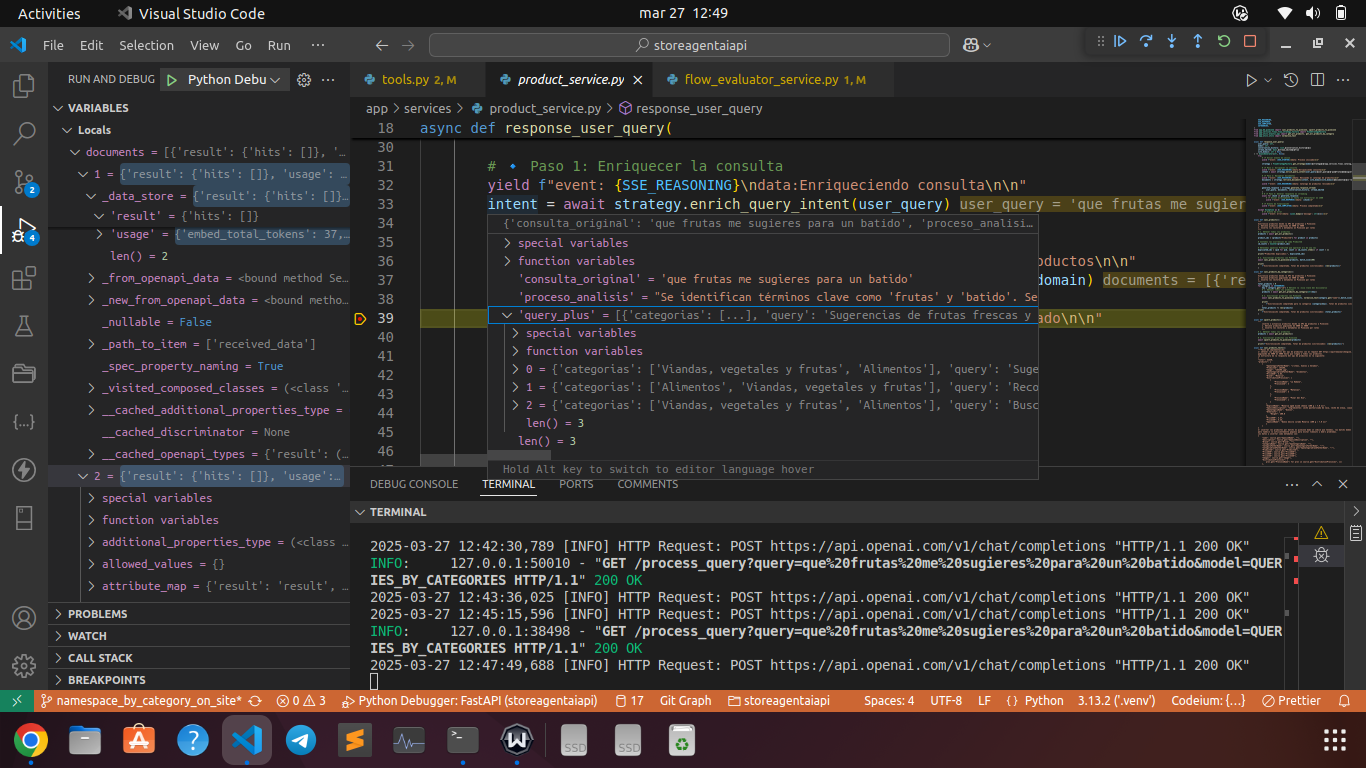 Activities
Visual Studio Code
mar 27 12:49
File Edit Selection View Go Run ···
storeagentaiapi
RUN AND DEBUG
Python Debu
tools.py 2, M
product_service.py
flow_evaluator_service.py 1, M
app > services > product_service.py > response_user_query
VARIABLES
Locals
documents = [{'result': {'hits': []}, '…
1 = {'result': {'hits': []}, 'usage': …
_data_store = {'result': {'hits': []}…
'result' = {'hits': []}
'usage' = {'embed_total_tokens': 37,…
len() = 2
_from_openapi_data = <bound method Se…
_new_from_openapi_data = <bound metho…
_nullable = False
_path_to_item = ['received_data']
_spec_property_naming = True
_visited_composed_classes = (<class '…
__cached_additional_properties_type = …
__cached_discriminator = None
__cached_openapi_types = {'result': (…
2 = {'result': {'hits': []}, 'usage':…
special variables
function variables
additional_properties_type = (<class …
allowed_values = {}
attribute_map = {'result': 'result', …
PROBLEMS
WATCH
CALL STACK
BREAKPOINTS
2
4
18 async def response_user_query(
30
31 # 🔹 Paso 1: Enriquecer la consulta
32 yield f"event: {SSE_REASONING}\ndata:Enriqueciendo consulta\n\n"
33 intent = await strategy.enrich_query_intent(user_query) user_query = 'que frutas me sugier
34
35
36 oductos\n\n"
37 domain) documents = [{'re
38
39 ado\n\n"
40
41
42
43
44
45
46
{'consulta_original': 'que frutas me sugieres para un batido', 'proceso_analisi…
special variables
function variables
'consulta_original' = 'que frutas me sugieres para un batido'
'proceso_analisis' = "Se identifican términos clave como 'frutas' y 'batido'. Se
'query_plus' = [{'categorias': [...], 'query': 'Sugerencias de frutas frescas y
special variables
function variables
0 = {'categorias': ['Viandas, vegetales y frutas', 'Alimentos'], 'query': 'Suge
1 = {'categorias': ['Alimentos', 'Viandas, vegetales y frutas'], 'query': 'Reco
2 = {'categorias': ['Viandas, vegetales y frutas', 'Alimentos'], 'query': 'Busc
len() = 3
len() = 3
Hold Alt key to switch to editor language hover
DEBUG CONSOLE TERMINAL PORTS COMMENTS
TERMINAL
2025-03-27 12:42:30,789 [INFO] HTTP Request: POST https://api.openai.com/v1/chat/completions "HTTP/1.1 200 OK"
INFO: 127.0.0.1:50010 - "GET /process_query?query=que%20frutas%20me%20sugieres%20para%20un%20batido&model=QUER
IES_BY_CATEGORIES HTTP/1.1" 200 OK
2025-03-27 12:43:36,025 [INFO] HTTP Request: POST https://api.openai.com/v1/chat/completions "HTTP/1.1 200 OK"
2025-03-27 12:45:15,596 [INFO] HTTP Request: POST https://api.openai.com/v1/chat/completions "HTTP/1.1 200 OK"
INFO: 127.0.0.1:38498 - "GET /process_query?query=que%20frutas%20me%20sugieres%20para%20un%20batido&model=QUER
IES_BY_CATEGORIES HTTP/1.1" 200 OK
2025-03-27 12:47:49,688 [INFO] HTTP Request: POST https://api.openai.com/v1/chat/completions "HTTP/1.1 200 OK"
namespace_by_category_on_site* 0 3 Python Debugger: FastAPI (storeagentaiapi) 17 Git Graph storeagentaiapi Spaces: 4 UTF-8 LF Python 3.13.2 ('.venv') Codeium: {...} Prettier
SSD
SSD